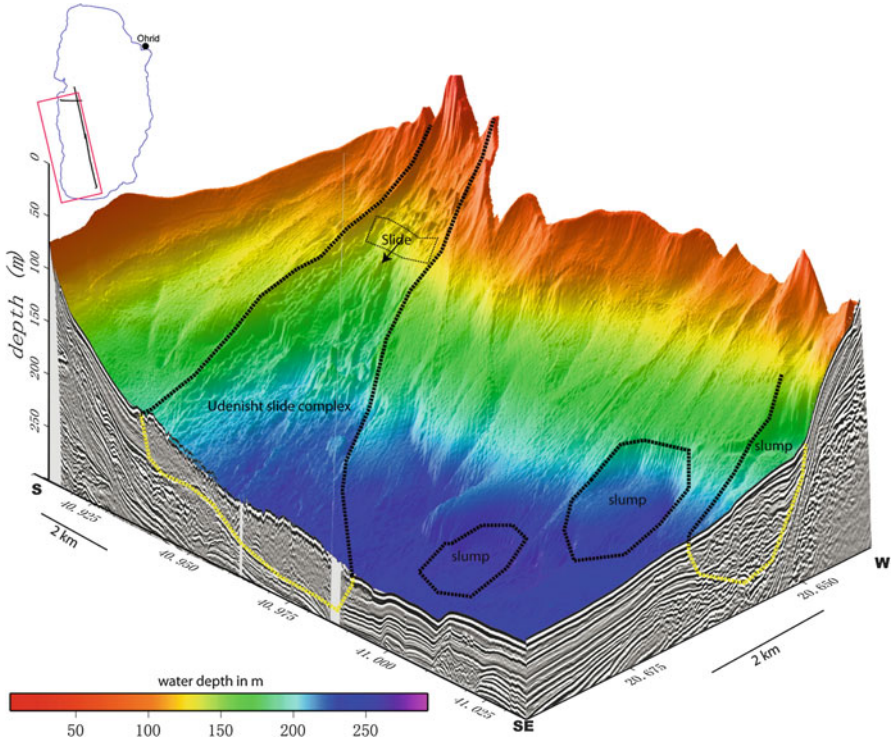 Ohrid
0
50
100
150
200
250
depth (m)
Slide
Udenisht slide complex
slump
slump
slump
S
W
SE
40.925
40.950
40.975
41.000
41.025
20.675
20.650
2 km
2 km
water depth in m
50 100 150 200 250